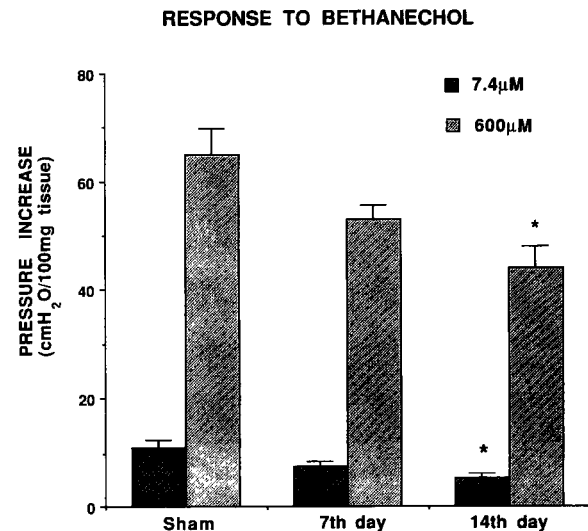 RESPONSE TO BETHANECHOL
80
60
40
20
0
PRESSURE INCREASE
(cmH2O/100mg tissue)
7.4µM
600µM
*
*
Sham 7th day 14th day